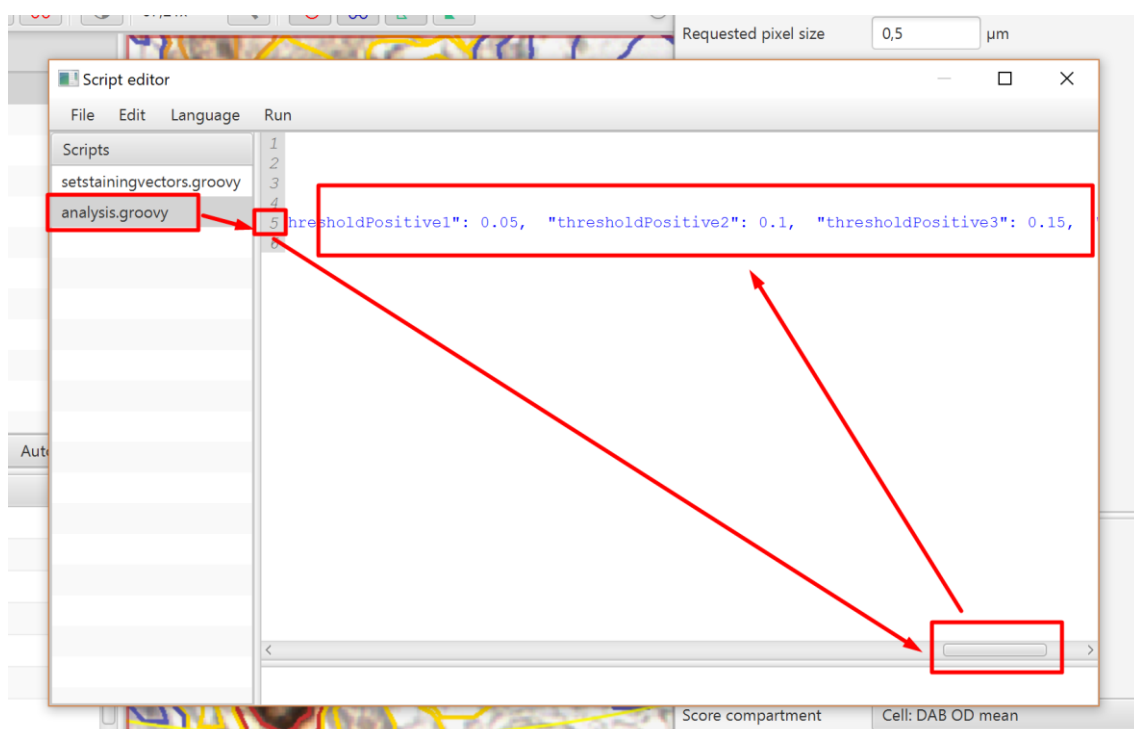 Requested pixel size 0,5 µm
Script editor
File Edit Language Run
Scripts
setstainingvectors.groovy
analysis.groovy
1
2
3
4
5 hresholdPositive1": 0.05, "thresholdPositive2": 0.1, "thresholdPositive3": 0.15, "
6
Auto
Score compartment Cell: DAB OD mean